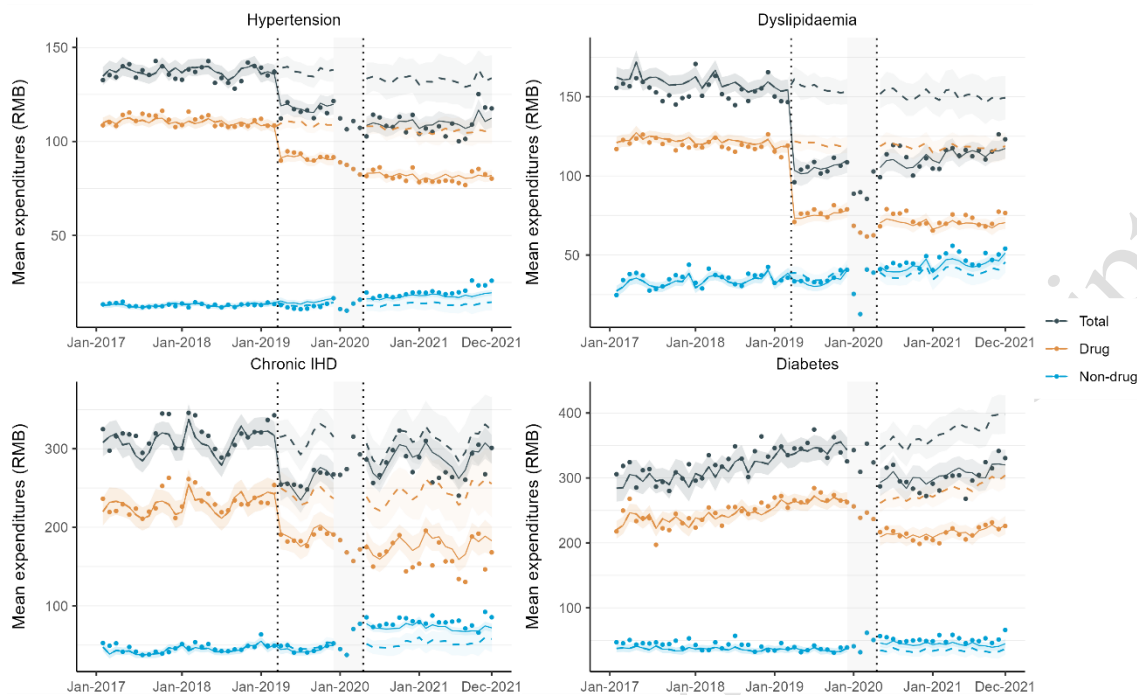 Hypertension
Dyslipidaemia
Mean expenditures (RMB)
150
100
50
Jan-2017 Jan-2018 Jan-2019 Jan-2020 Jan-2021 Dec-2021
Mean expenditures (RMB)
150
100
50
Jan-2017 Jan-2018 Jan-2019 Jan-2020 Jan-2021 Dec-2021
Total
Drug
Non-drug
Chronic IHD
Diabetes
Mean expenditures (RMB)
300
200
100
Jan-2017 Jan-2018 Jan-2019 Jan-2020 Jan-2021 Dec-2021
Mean expenditures (RMB)
400
300
200
100
Jan-2017 Jan-2018 Jan-2019 Jan-2020 Jan-2021 Dec-2021